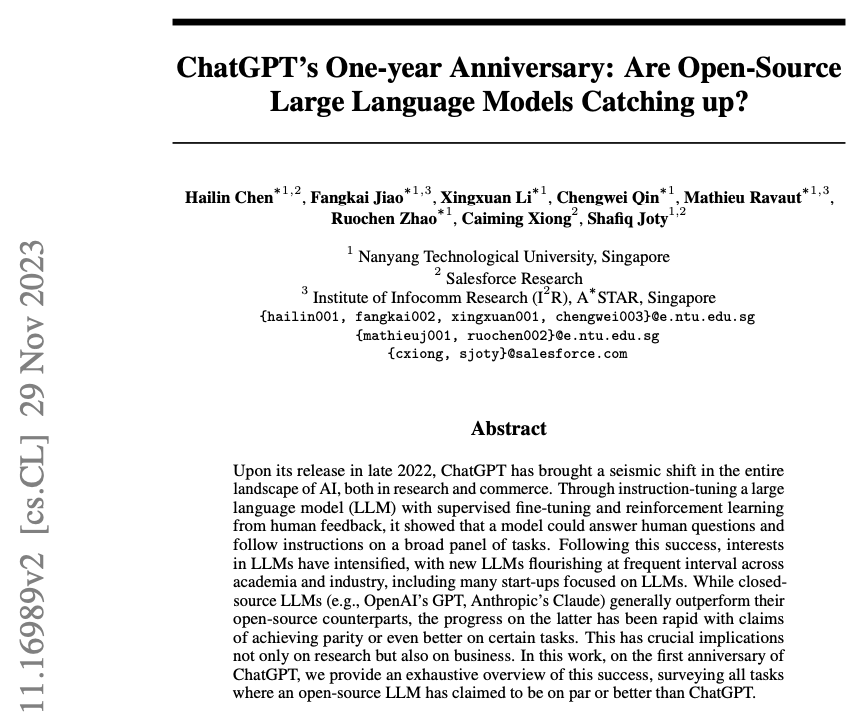 ChatGPT's One-year Anniversary: Are Open-Source
Large Language Models Catching up?
Hailin Chen*1,2, Fangkai Jiao*1,3, Xingxuan Li*1, Chengwei Qin*1, Mathieu Ravaut*1,3,
Ruochen Zhao*1, Caiming Xiong2, Shafiq Joty1,2
1 Nanyang Technological University, Singapore
2 Salesforce Research
3 Institute of Infocomm Research (I2R), A*STAR, Singapore
{hailin001, fangkai002, xingxuan001, chengwei003}@e.ntu.edu.sg
{mathieuj001, ruochen002}@e.ntu.edu.sg
{cxiong, sjoty}@salesforce.com
Abstract
Upon its release in late 2022, ChatGPT has brought a seismic shift in the entire
landscape of AI, both in research and commerce. Through instruction-tuning a large
language model (LLM) with supervised fine-tuning and reinforcement learning
from human feedback, it showed that a model could answer human questions and
follow instructions on a broad panel of tasks. Following this success, interests
in LLMs have intensified, with new LLMs flourishing at frequent interval across
academia and industry, including many start-ups focused on LLMs. While closed-
source LLMs (e.g., OpenAI's GPT, Anthropic's Claude) generally outperform their
open-source counterparts, the progress on the latter has been rapid with claims
of achieving parity or even better on certain tasks. This has crucial implications
not only on research but also on business. In this work, on the first anniversary of
ChatGPT, we provide an exhaustive overview of this success, surveying all tasks
where an open-source LLM has claimed to be on par or better than ChatGPT.
11.16989v2 [cs.CL] 29 Nov 2023